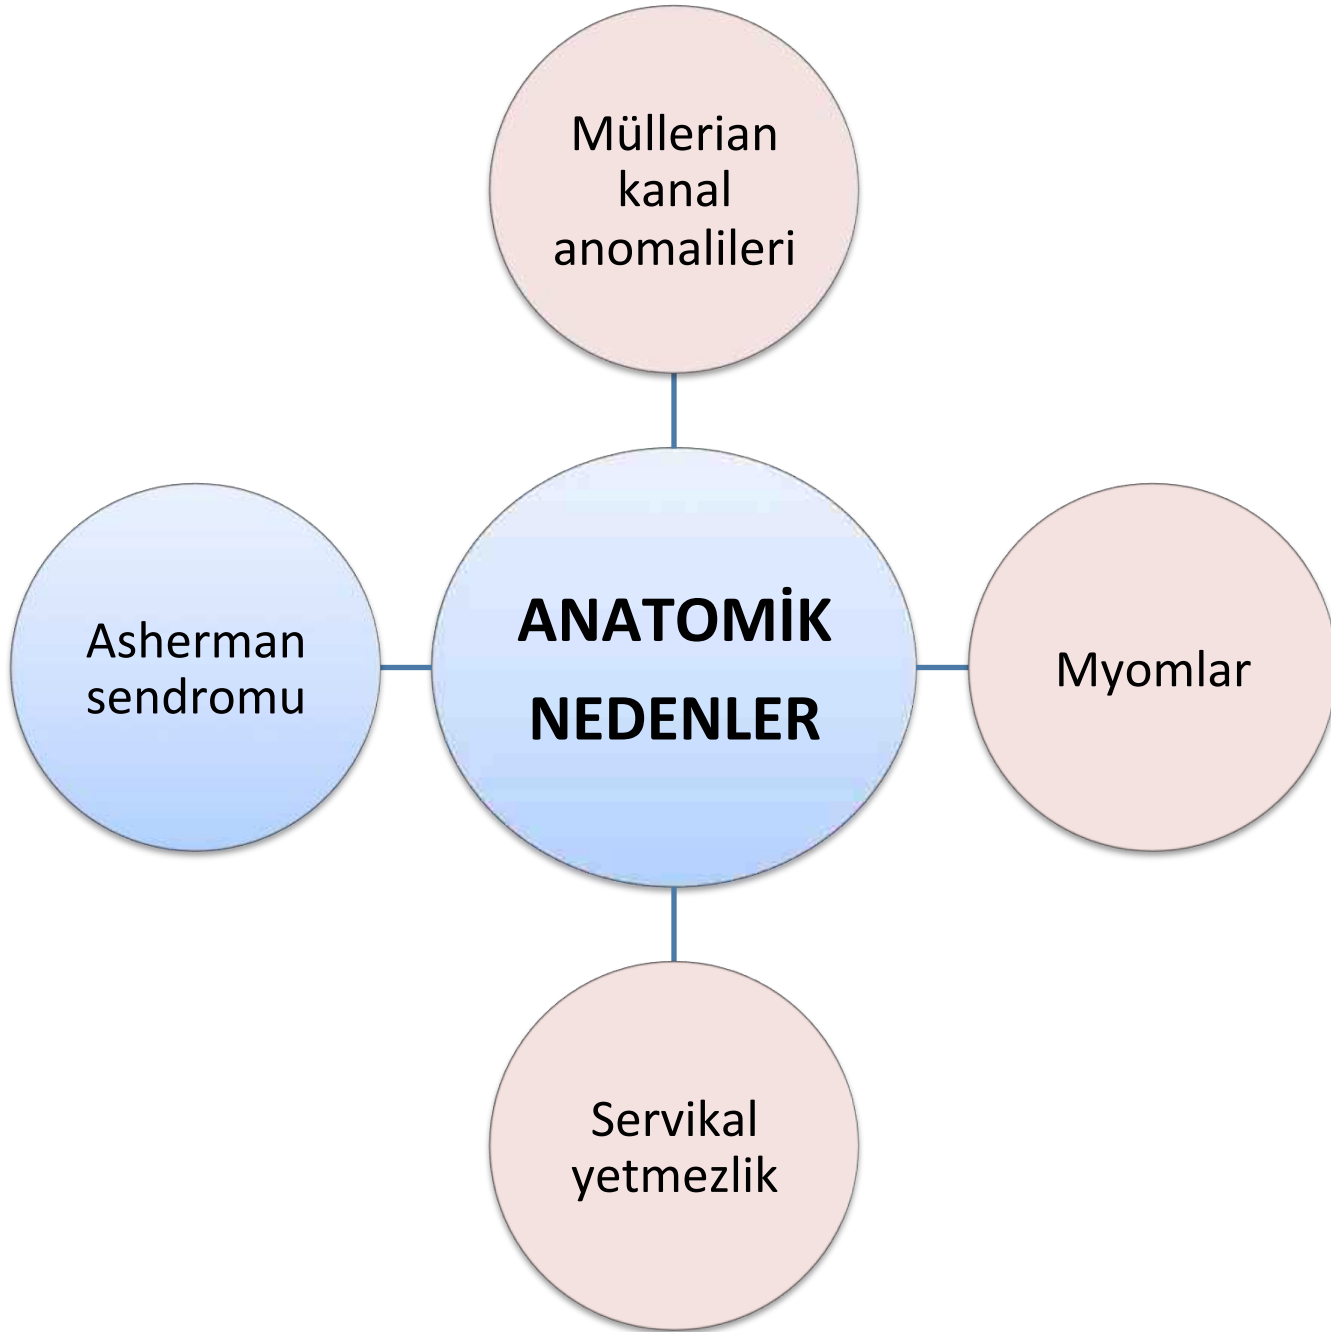 Müllerian
kanal
anomalileri
Asherman
sendromu
ANATOMİK
NEDENLER
Myomlar
Servikal
yetmezlik